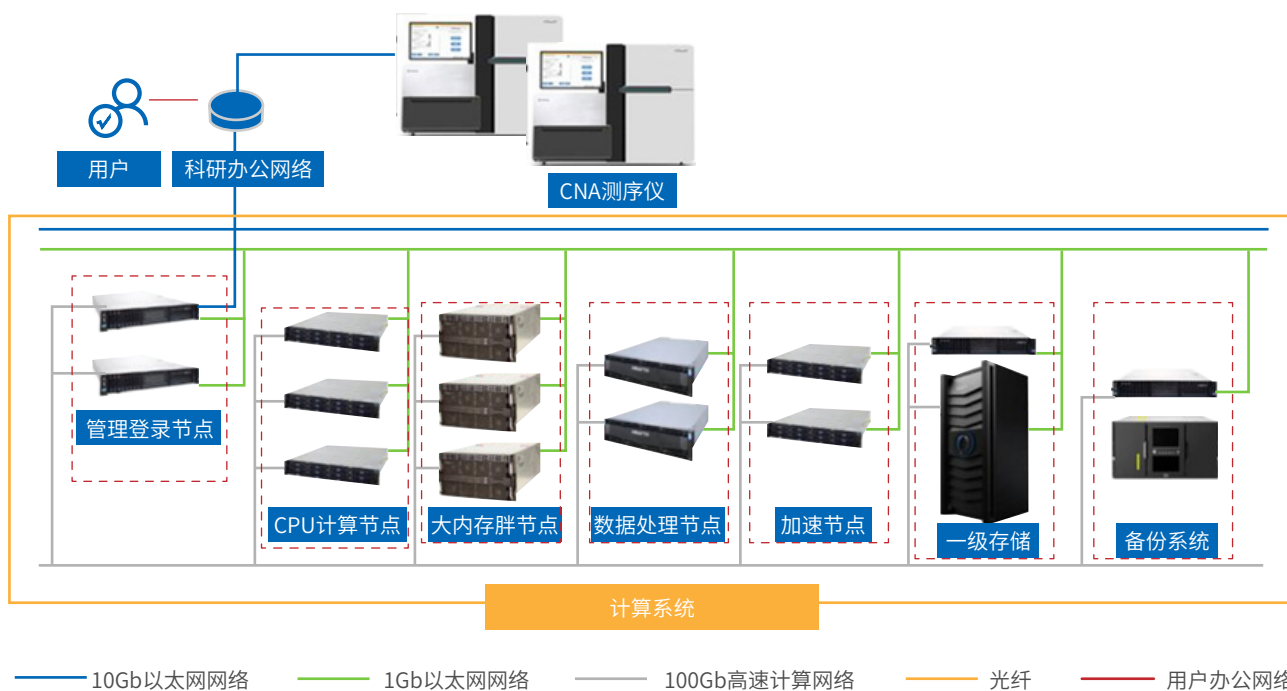 用户
科研办公网络
CNA测序仪
管理登录节点
CPU计算节点
大内存胖节点
数据处理节点
加速节点
一级存储
备份系统
计算系统
10Gb以太网网络
1Gb以太网网络
100Gb高速计算网络
光纤
用户办公网络